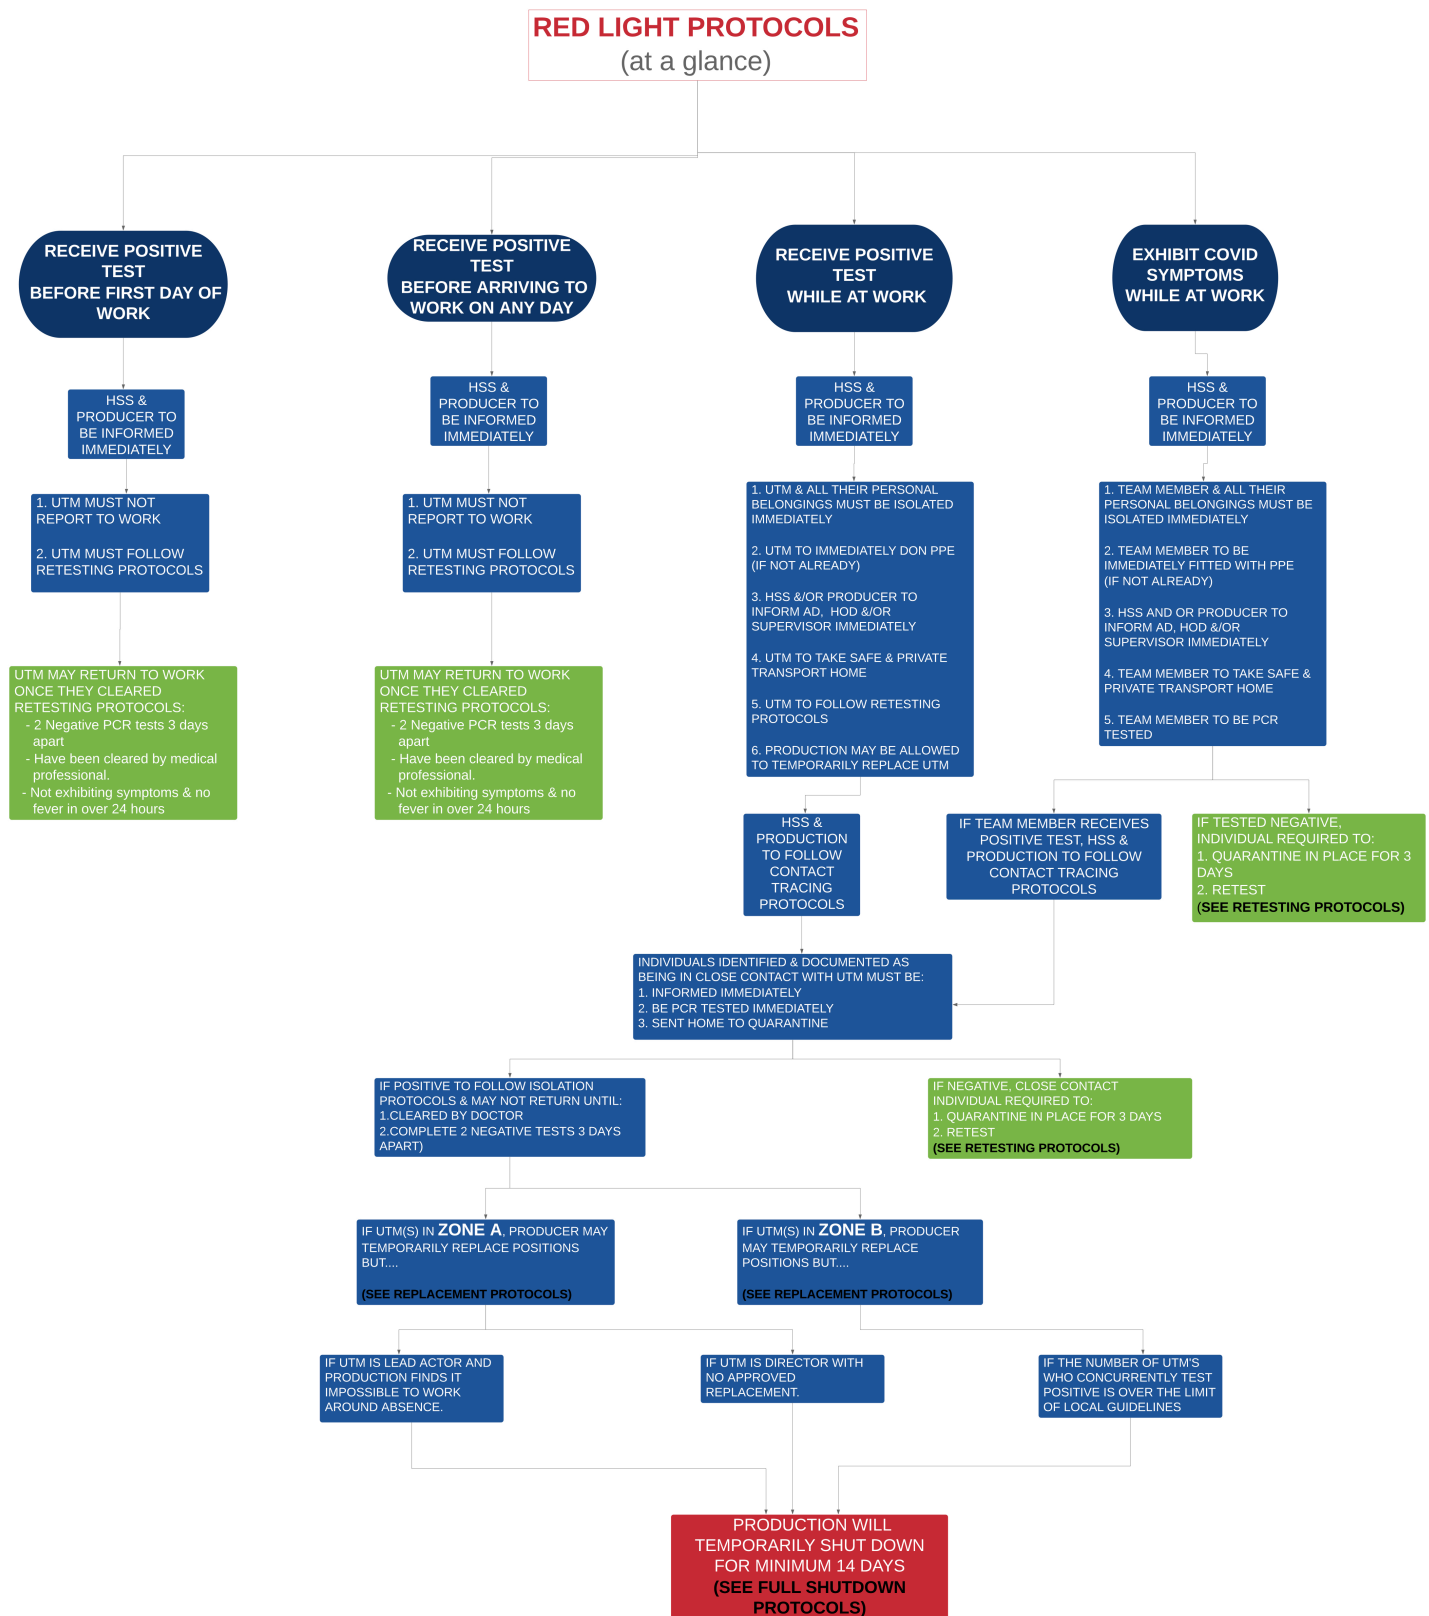 RED LIGHT PROTOCOLS
(at a glance)
RECEIVE POSITIVE
TEST
BEFORE FIRST DAY OF
WORK
RECEIVE POSITIVE
TEST
BEFORE ARRIVING TO
WORK ON ANY DAY
RECEIVE POSITIVE
TEST
WHILE AT WORK
EXHIBIT COVID
SYMPTOMS
WHILE AT WORK
HSS &
PRODUCER TO
BE INFORMED
IMMEDIATELY
HSS &
PRODUCER TO
BE INFORMED
IMMEDIATELY
HSS &
PRODUCER TO
BE INFORMED
IMMEDIATELY
HSS &
PRODUCER TO
BE INFORMED
IMMEDIATELY
1. UTM MUST NOT
REPORT TO WORK
2. UTM MUST FOLLOW
RETESTING PROTOCOLS
1. UTM MUST NOT
REPORT TO WORK
2. UTM MUST FOLLOW
RETESTING PROTOCOLS
1. UTM & ALL THEIR PERSONAL
BELONGINGS MUST BE ISOLATED
IMMEDIATELY
2. UTM TO IMMEDIATELY DON PPE
(IF NOT ALREADY)
3. HSS &/OR PRODUCER TO
INFORM AD, HOD &/OR
SUPERVISOR IMMEDIATELY
4. UTM TO TAKE SAFE & PRIVATE
TRANSPORT HOME
5. UTM TO FOLLOW RETESTING
PROTOCOLS
6. PRODUCTION MAY BE ALLOWED
TO TEMPORARILY REPLACE UTM
1. TEAM MEMBER & ALL THEIR
PERSONAL BELONGINGS MUST BE
ISOLATED IMMEDIATELY
2. TEAM MEMBER TO BE
IMMEDIATELY FITTED WITH PPE
(IF NOT ALREADY)
3. HSS AND OR PRODUCER TO
INFORM AD, HOD &/OR
SUPERVISOR IMMEDIATELY
4. TEAM MEMBER TO TAKE SAFE &
PRIVATE TRANSPORT HOME
5. TEAM MEMBER TO BE PCR
TESTED
UTM MAY RETURN TO WORK
ONCE THEY CLEARED
RETESTING PROTOCOLS:
- 2 Negative PCR tests 3 days
apart
- Have been cleared by medical
professional.
- Not exhibiting symptoms & no
fever in over 24 hours
UTM MAY RETURN TO WORK
ONCE THEY CLEARED
RETESTING PROTOCOLS:
- 2 Negative PCR tests 3 days
apart
- Have been cleared by medical
professional.
- Not exhibiting symptoms & no
fever in over 24 hours
HSS &
PRODUCTION
TO FOLLOW
CONTACT
TRACING
PROTOCOLS
IF TEAM MEMBER RECEIVES
POSITIVE TEST, HSS &
PRODUCTION TO FOLLOW
CONTACT TRACING
PROTOCOLS
IF TESTED NEGATIVE,
INDIVIDUAL REQUIRED TO:
1. QUARANTINE IN PLACE FOR 3
DAYS
2. RETEST
(SEE RETESTING PROTOCOLS)
INDIVIDUALS IDENTIFIED & DOCUMENTED AS
BEING IN CLOSE CONTACT WITH UTM MUST BE:
1. INFORMED IMMEDIATELY
2. BE PCR TESTED IMMEDIATELY
3. SENT HOME TO QUARANTINE
IF POSITIVE TO FOLLOW ISOLATION
PROTOCOLS & MAY NOT RETURN UNTIL:
1.CLEARED BY DOCTOR
2.COMPLETE 2 NEGATIVE TESTS 3 DAYS
APART)
IF NEGATIVE, CLOSE CONTACT
INDIVIDUAL REQUIRED TO:
1. QUARANTINE IN PLACE FOR 3 DAYS
2. RETEST
(SEE RETESTING PROTOCOLS)
IF UTM(S) IN ZONE A, PRODUCER MAY
TEMPORARILY REPLACE POSITIONS
BUT....
(SEE REPLACEMENT PROTOCOLS)
IF UTM(S) IN ZONE B, PRODUCER
MAY TEMPORARILY REPLACE
POSITIONS BUT....
(SEE REPLACEMENT PROTOCOLS)
IF UTM IS LEAD ACTOR AND
PRODUCTION FINDS IT
IMPOSSIBLE TO WORK
AROUND ABSENCE.
IF UTM IS DIRECTOR WITH
NO APPROVED
REPLACEMENT.
IF THE NUMBER OF UTM'S
WHO CONCURRENTLY TEST
POSITIVE IS OVER THE LIMIT
OF LOCAL GUIDELINES
PRODUCTION WILL
TEMPORARILY SHUT DOWN
FOR MINIMUM 14 DAYS
(SEE FULL SHUTDOWN
PROTOCOLS)